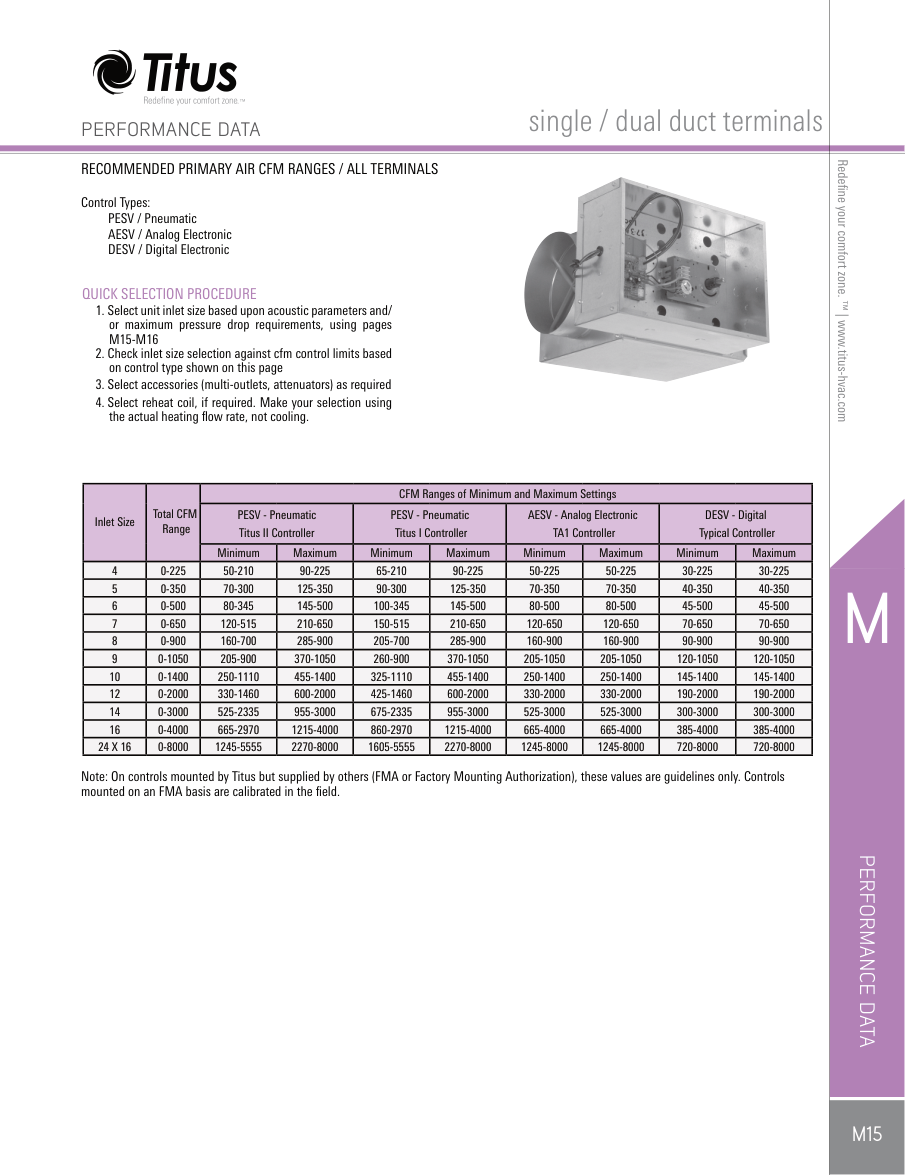 Titus
Redefine your comfort zone.™
PERFORMANCE DATA
single / dual duct terminals
RECOMMENDED PRIMARY AIR CFM RANGES / ALL TERMINALS
Control Types:
PESV / Pneumatic
AESV / Analog Electronic
DESV / Digital Electronic
QUICK SELECTION PROCEDURE
1. Select unit inlet size based upon acoustic parameters and/
or maximum pressure drop requirements, using pages
M15-M16
2. Check inlet size selection against cfm control limits based
on control type shown on this page
3. Select accessories (multi-outlets, attenuators) as required
4. Select reheat coil, if required. Make your selection using
the actual heating flow rate, not cooling.
Redefine your comfort zone. ™ | www.titus-hvac.com
Inlet Size
Total CFM
Range
CFM Ranges of Minimum and Maximum Settings
PESV - Pneumatic
Titus II Controller
PESV - Pneumatic
Titus I Controller
AESV - Analog Electronic
TA1 Controller
DESV - Digital
Typical Controller
Minimum Maximum Minimum Maximum Minimum Maximum Minimum Maximum
4 0-225 50-210 90-225 65-210 90-225 50-225 50-225 30-225 30-225
5 0-350 70-300 125-350 90-300 125-350 70-350 70-350 40-350 40-350
6 0-500 80-345 145-500 100-345 145-500 80-500 80-500 45-500 45-500
7 0-650 120-515 210-650 150-515 210-650 120-650 120-650 70-650 70-650
8 0-900 160-700 285-900 205-700 285-900 160-900 160-900 90-900 90-900
9 0-1050 205-900 370-1050 260-900 370-1050 205-1050 205-1050 120-1050 120-1050
10 0-1400 250-1110 455-1400 325-1110 455-1400 250-1400 250-1400 145-1400 145-1400
12 0-2000 330-1460 600-2000 425-1460 600-2000 330-2000 330-2000 190-2000 190-2000
14 0-3000 525-2335 955-3000 675-2335 955-3000 525-3000 525-3000 300-3000 300-3000
16 0-4000 665-2970 1215-4000 860-2970 1215-4000 665-4000 665-4000 385-4000 385-4000
24 X 16 0-8000 1245-5555 2270-8000 1605-5555 2270-8000 1245-8000 1245-8000 720-8000 720-8000
Note: On controls mounted by Titus but supplied by others (FMA or Factory Mounting Authorization), these values are guidelines only. Controls
mounted on an FMA basis are calibrated in the field.
M
PERFORMANCE DATA
M15